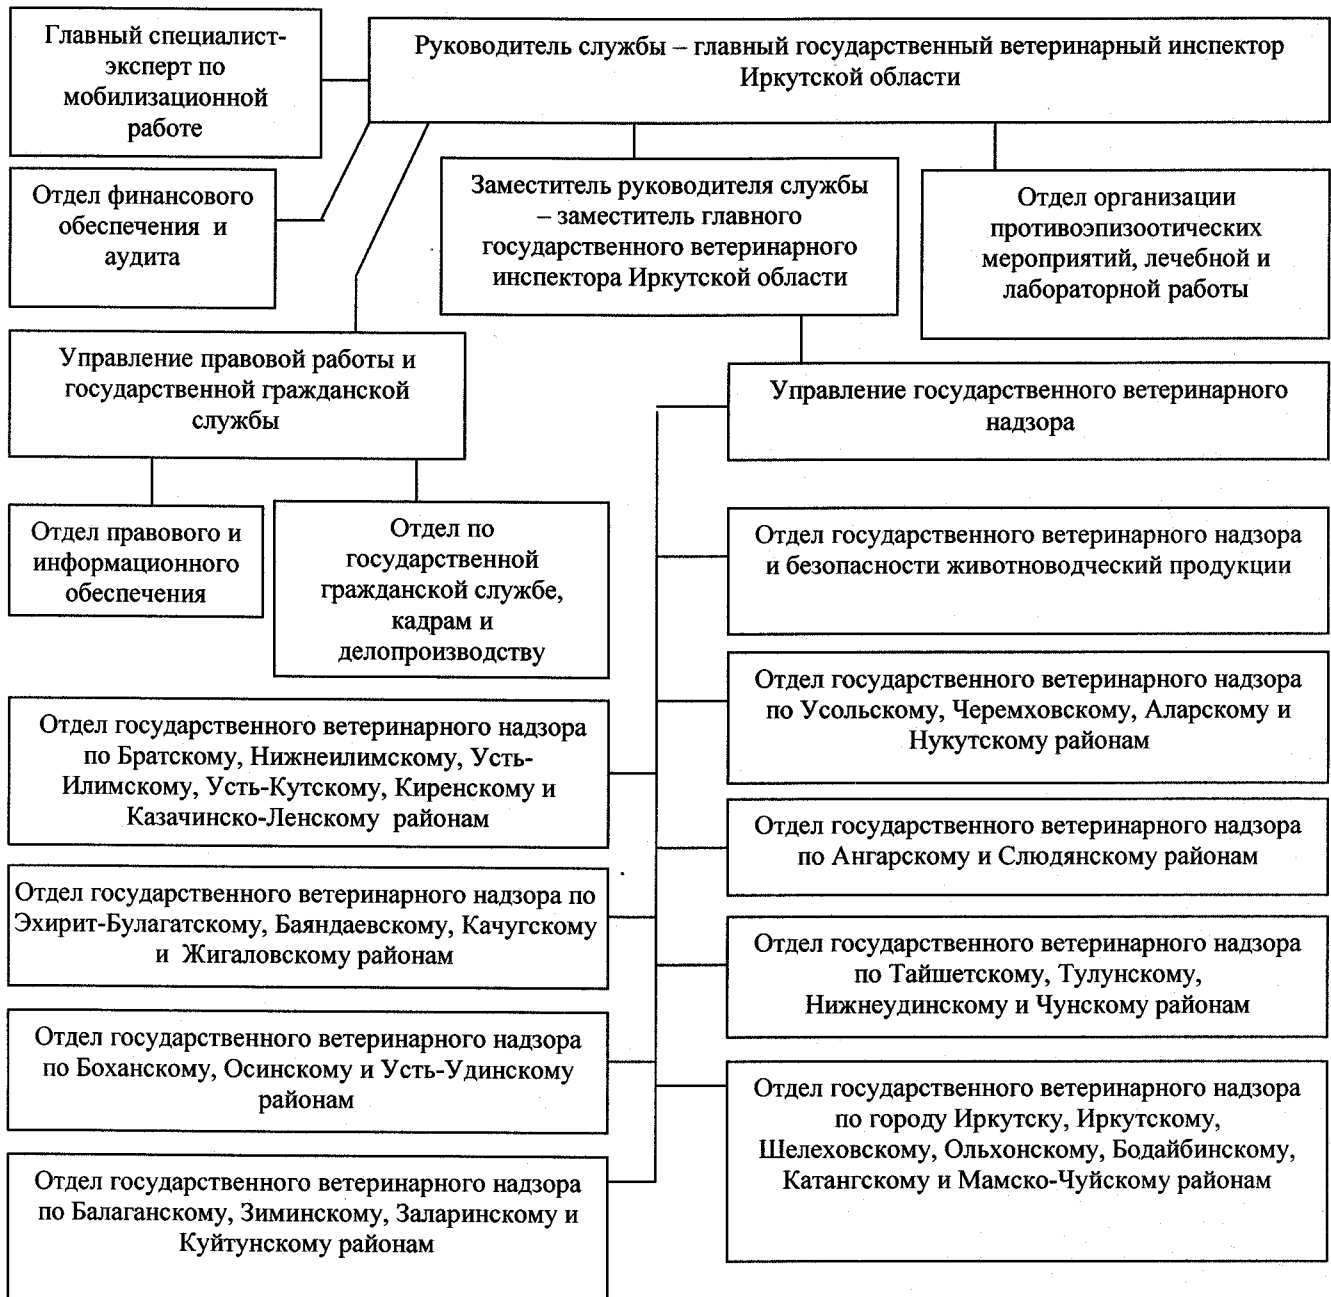 Главный специалист-
эксперт по
мобилизационной
работе
Руководитель службы – главный государственный ветеринарный инспектор
Иркутской области
Отдел финансового
обеспечения и
аудита
Заместитель руководителя службы
– заместитель главного
государственного ветеринарного
инспектора Иркутской области
Отдел организации
противоэпизоотических
мероприятий, лечебной и
лабораторной работы
Управление правовой работы и
государственной гражданской
службы
Управление государственного ветеринарного
надзора
Отдел правового и
информационного
обеспечения
Отдел по
государственной
гражданской службе,
кадрам и
делопроизводству
Отдел государственного ветеринарного надзора
и безопасности животноводческий продукции
Отдел государственного ветеринарного надзора
по Усольскому, Черемховскому, Аларскому и
Нукутскому районам
Отдел государственного ветеринарного надзора
по Братскому, Нижнеилимскому, Усть-
Илимскому, Усть-Кутскому, Киренскому и
Казачинско-Ленскому районам
Отдел государственного ветеринарного надзора
по Ангарскому и Слюдянскому районам
Отдел государственного ветеринарного надзора по
Эхирит-Булагатскому, Баяндаевскому, Качугскому
и Жигаловскому районам
Отдел государственного ветеринарного надзора
по Тайшетскому, Тулунскому,
Нижнеудинскому и Чунскому районам
Отдел государственного ветеринарного надзора
по Боханскому, Осинскому и Усть-Удинскому
районам
Отдел государственного ветеринарного надзора
по городу Иркутску, Иркутскому,
Шелеховскому, Ольхонскому, Бодайбинскому,
Катангскому и Мамско-Чуйскому районам
Отдел государственного ветеринарного надзора
по Балаганскому, Зиминскому, Заларинскому и
Куйтунскому районам